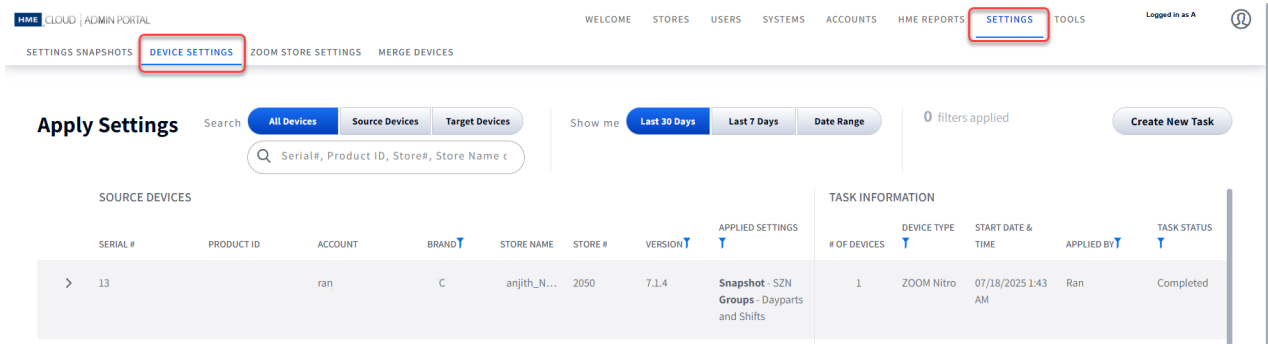 HME CLOUD | ADMIN PORTAL
WELCOME STORES USERS SYSTEMS ACCOUNTS HME REPORTS SETTINGS TOOLS
Logged in as A
SETTINGS SNAPSHOTS DEVICE SETTINGS ZOOM STORE SETTINGS MERGE DEVICES
Apply Settings
Search All Devices Source Devices Target Devices
Serial#, Product ID, Store#, Store Name c
Show me Last 30 Days Last 7 Days Date Range
0 filters applied
Create New Task
SOURCE DEVICES
TASK INFORMATION
SERIAL # PRODUCT ID ACCOUNT BRAND STORE NAME STORE # VERSION APPLIED SETTINGS # OF DEVICES DEVICE TYPE START DATE & TIME APPLIED BY TASK STATUS
13 ran C anjith_N... 2050 7.1.4 Snapshot - SZN 1 ZOOM Nitro 07/18/2025 1:43 Ran Completed
Groups - Dayparts AM
and Shifts